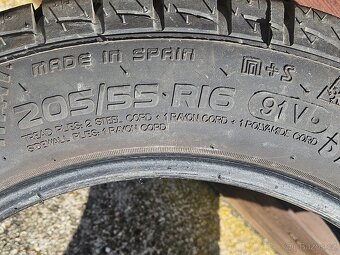 MADE IN SPAIN
M+S
205/55 R16 91V
TREAD PLIES: 2 STEEL CORD + 1 RAYON CORD + 1 POLYAMIDE CORD
SIDEWALL PLIES: 1 RAYON CORD